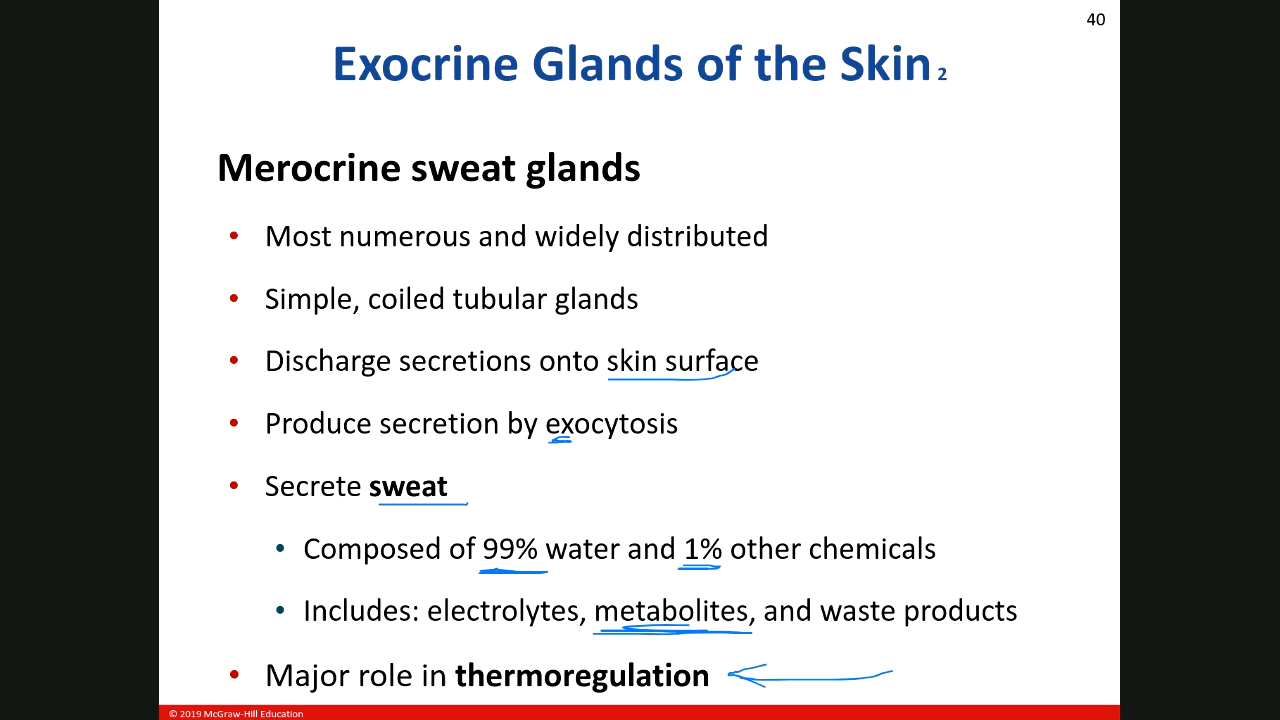 40
Exocrine Glands of the Skin 2
Merocrine sweat glands
• Most numerous and widely distributed
• Simple, coiled tubular glands
• Discharge secretions onto skin surface
• Produce secretion by exocytosis
• Secrete sweat
• Composed of 99% water and 1% other chemicals
• Includes: electrolytes, metabolites, and waste products
• Major role in thermoregulation
© 2019 McGraw-Hill Education